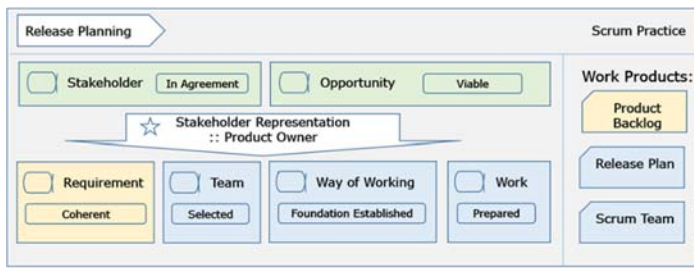 Release Planning
Scrum Practice
Stakeholder
In Agreement
Opportunity
Viable
Stakeholder Representation
:: Product Owner
Requirement
Coherent
Team
Selected
Way of Working
Foundation Established
Work
Prepared
Work Products:
Product
Backlog
Release Plan
Scrum Team